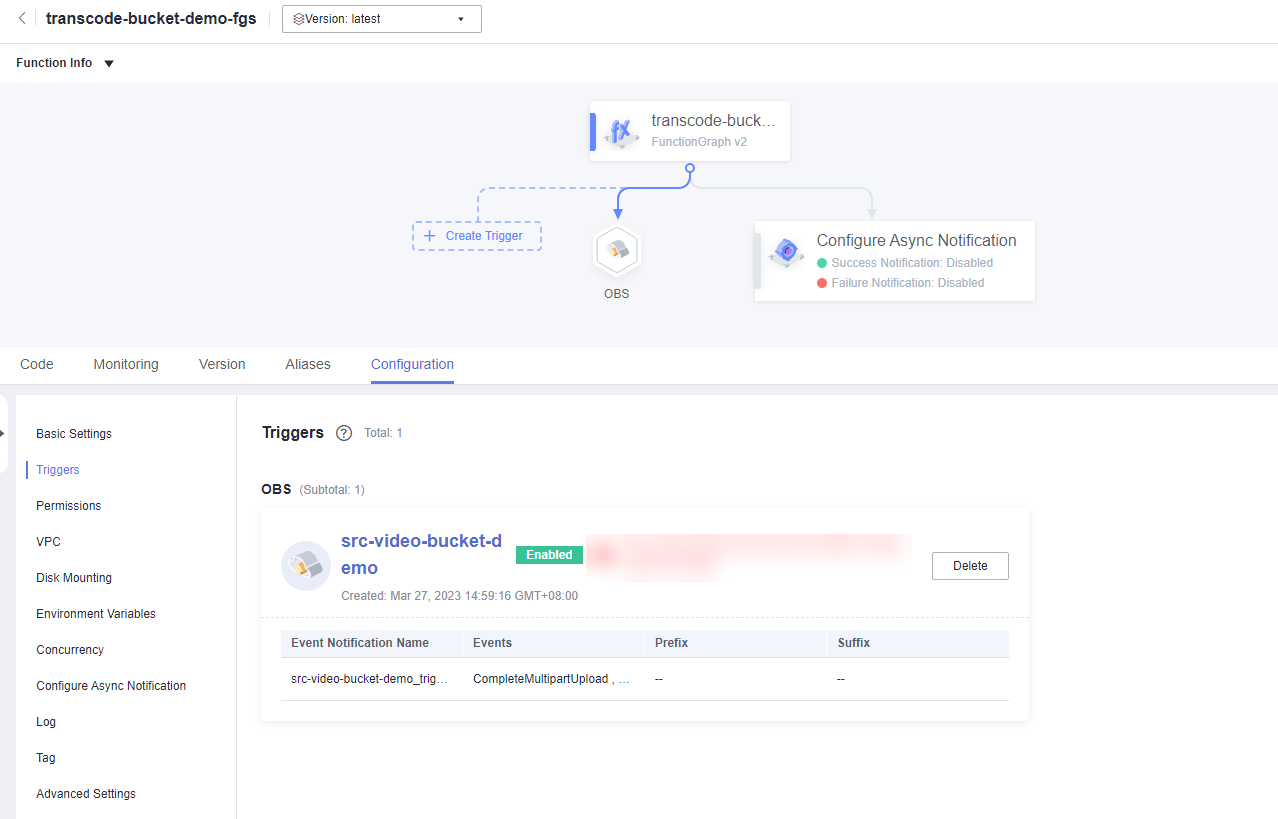 transcode-bucket-demo-fgs
Version: latest
Function Info
transcode-buck...
FunctionGraph v2
Create Trigger
OBS
Configure Async Notification
Success Notification: Disabled
Failure Notification: Disabled
Code
Monitoring
Version
Aliases
Configuration
Basic Settings
Triggers
Permissions
VPC
Disk Mounting
Environment Variables
Concurrency
Configure Async Notification
Log
Tag
Advanced Settings
Triggers ? Total: 1
OBS (Subtotal: 1)
src-video-bucket-d
emo
Enabled
Delete
Created: Mar 27, 2023 14:59:16 GMT+08:00
Event Notification Name Events Prefix Suffix
src-video-bucket-demo_trig... CompleteMultipartUpload , ... -- --